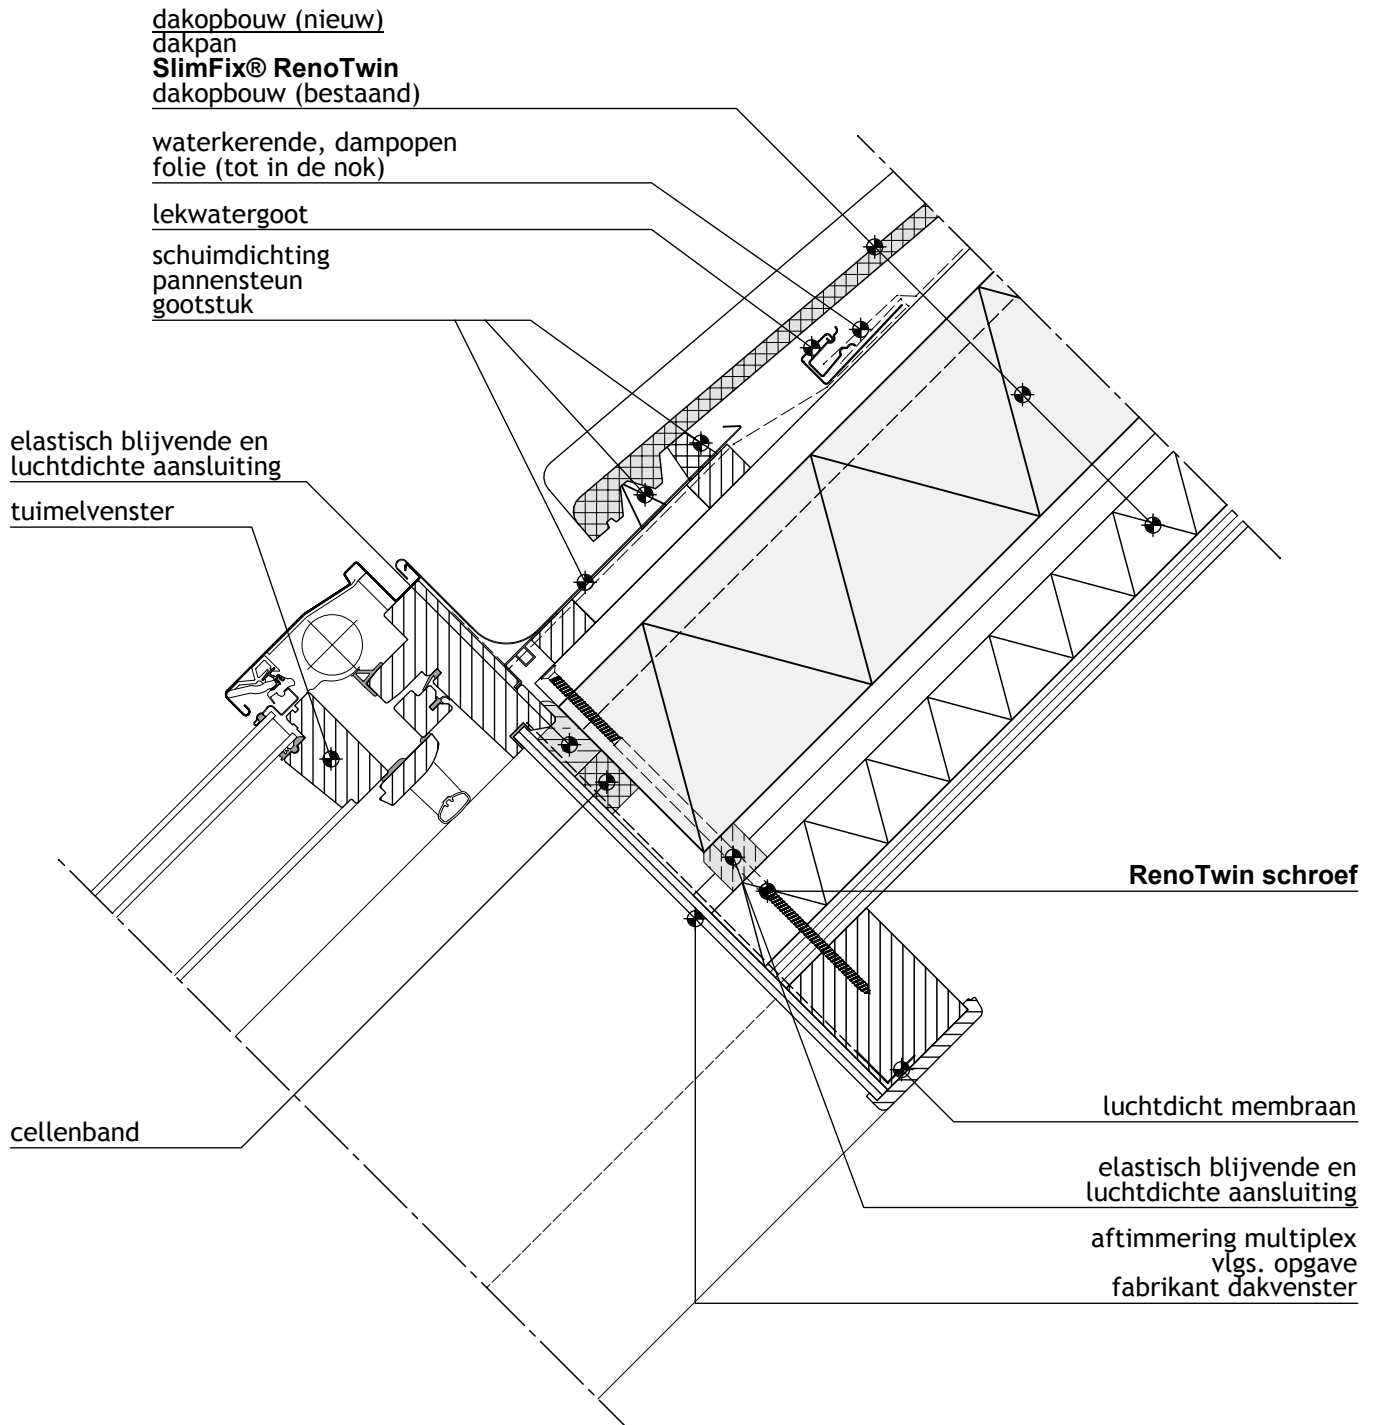 dakopbouw (nieuw)
dakpan
SlimFix® RenoTwin
dakopbouw (bestaand)
waterkerende, dampopen
folie (tot in de nok)
lekwatergoot
schuimdichting
pannensteun
gootstuk
elastisch blijvende en
luchtdichte aansluiting
tuimelvenster
RenoTwin schroef
cellenband
luchtdicht membraan
elastisch blijvende en
luchtdichte aansluiting
aftimmering multiplex
vlgs. opgave
fabrikant dakvenster